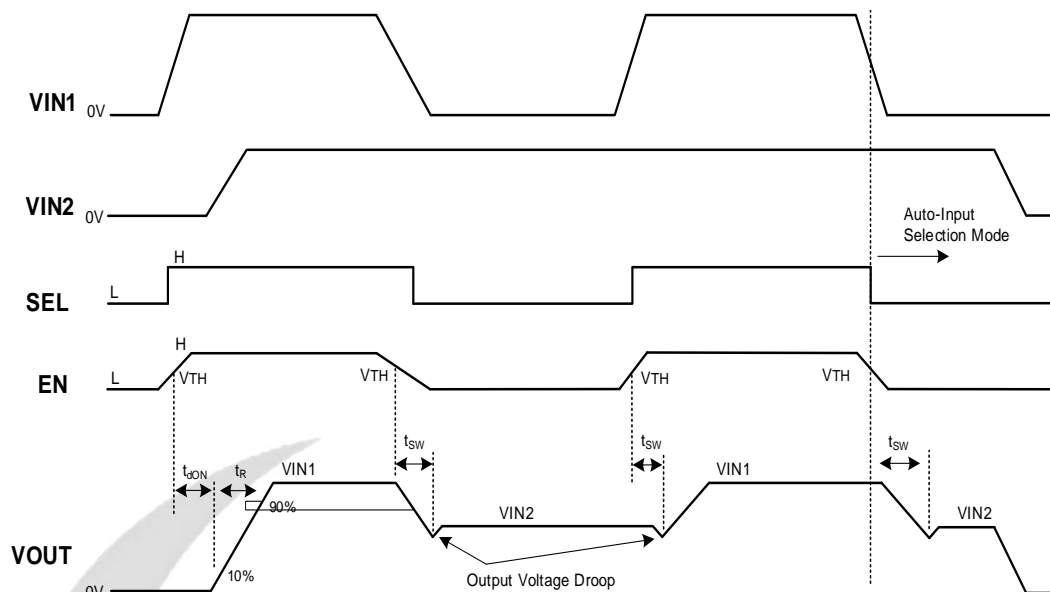 VIN1
0V
VIN2
0V
Auto-Input
Selection Mode
H
L
SEL
H
L
EN
VTH
VTH
VTH
VTH
tSW
tSW
tSW
tdON
tR
VIN1
VIN1
90%
VIN2
VIN2
VOUT
10%
Output Voltage Droop
0V